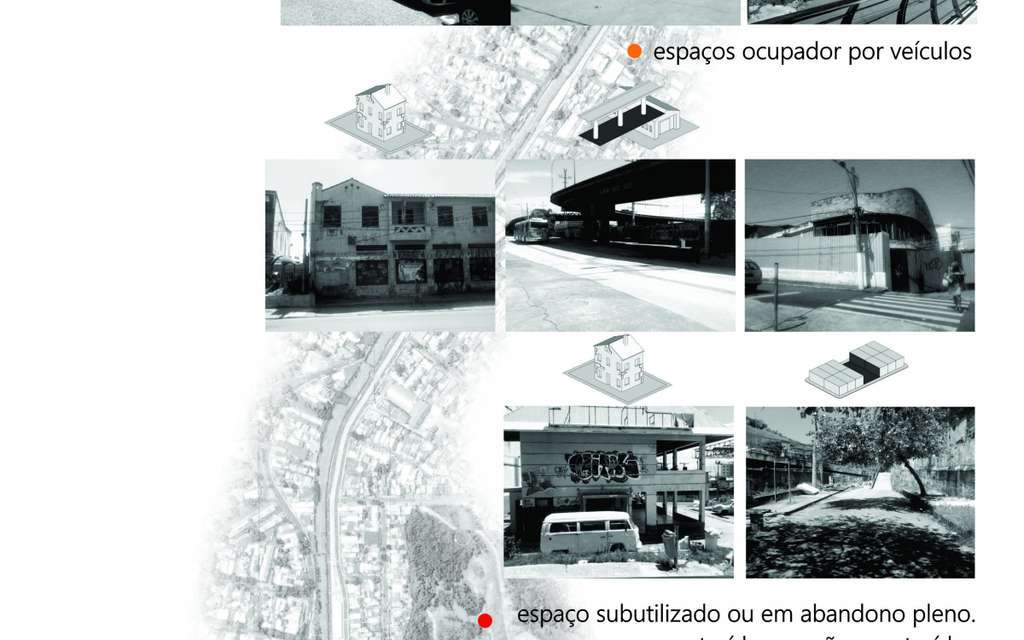 espaços ocupador por veículos
espaço subutilizado ou em abandono pleno.